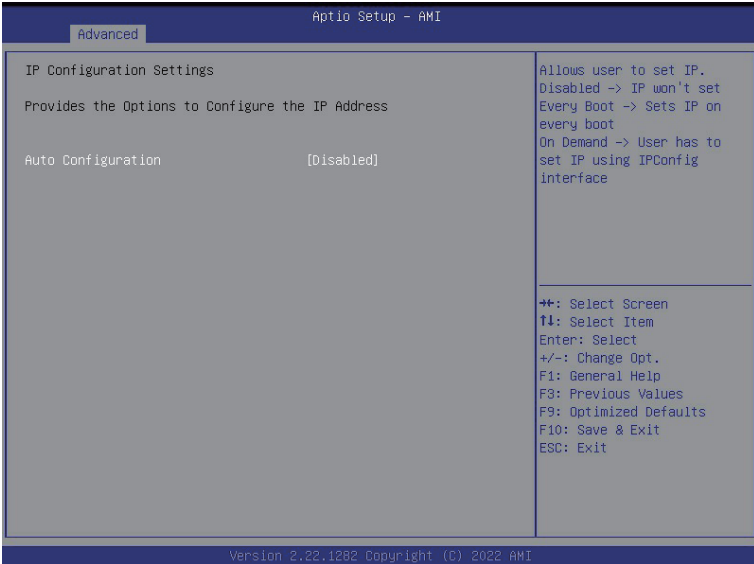 Aptio Setup – AMI
Advanced
IP Configuration Settings
Provides the Options to Configure the IP Address
Auto Configuration [Disabled]
Allows user to set IP.
Disabled -> IP won't set
Every Boot -> Sets IP on
every boot
On Demand -> User has to
set IP using IPConfig
interface
→←: Select Screen
↑↓: Select Item
Enter: Select
+/-: Change Opt.
F1: General Help
F3: Previous Values
F9: Optimized Defaults
F10: Save & Exit
ESC: Exit
Version 2.22.1282 Copyright (C) 2022 AMI